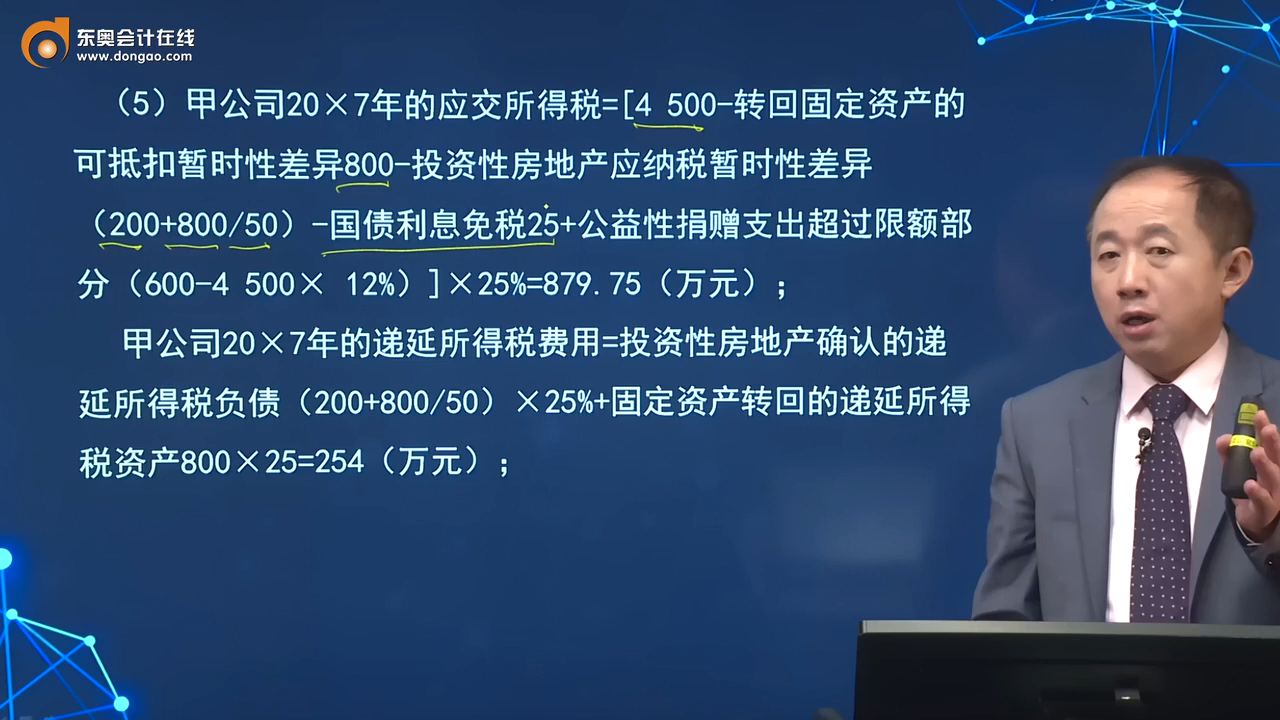 东奥会计在线
www.dongao.com
（5）甲公司20×7年的应交所得税=[4 500-转回固定资产的
可抵扣暂时性差异800-投资性房地产应纳税暂时性差异
（200+800/50）-国债利息免税25+公益性捐赠支出超过限额部
分（600-4 500× 12%）]×25%=879.75（万元）；
甲公司20×7年的递延所得税费用=投资性房地产确认的递
延所得税负债（200+800/50）×25%+固定资产转回的递延所得
税资产800×25=254（万元）；